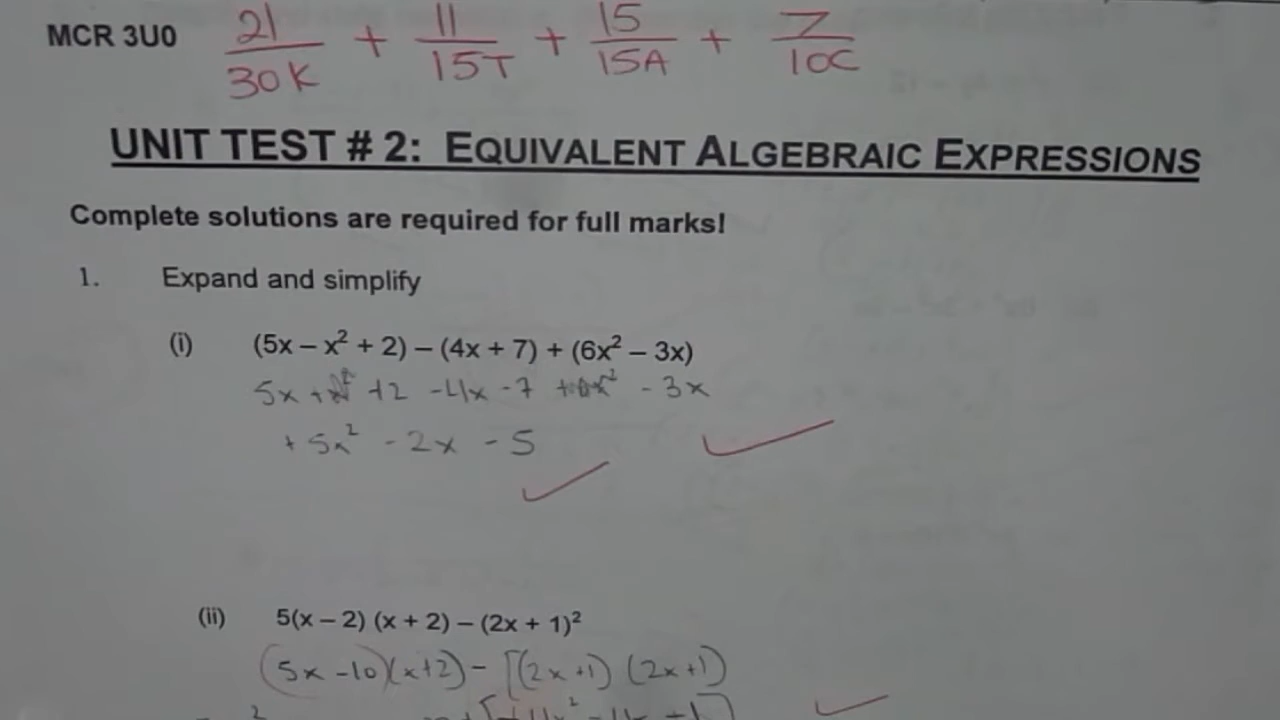 MCR 3U0 21/30K + 11/15T + 15/15A + 7/10C
UNIT TEST # 2: EQUIVALENT ALGEBRAIC EXPRESSIONS
Complete solutions are required for full marks!
1. Expand and simplify
(i) (5x – x² + 2) – (4x + 7) + (6x² – 3x)
5x +2 -4x -7 - 3x
+ 5x² - 2x - 5
(ii) 5(x – 2) (x + 2) – (2x + 1)²
(5x -10)(x+2) - [(2x+1) (2x+1)